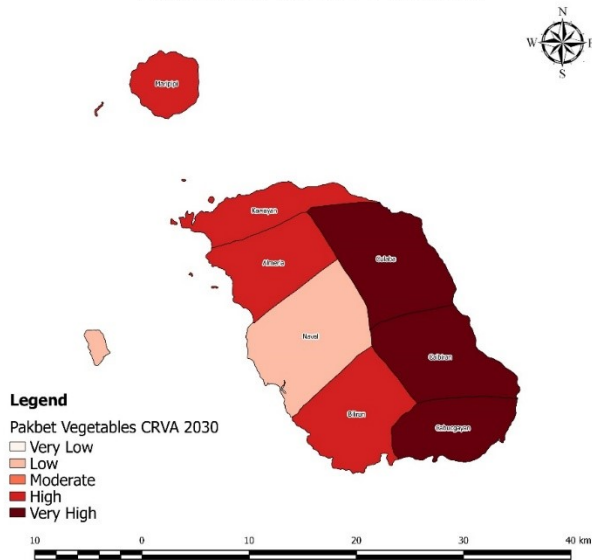 N
W E
S
Maripipi
Kawayan
Almeria
Culaba
Naval
Caibiran
Biliran
Cabucgayan
Legend
Pakbet Vegetables CRVA 2030
Very Low
Low
Moderate
High
Very High
10 0 10 20 30 40 km